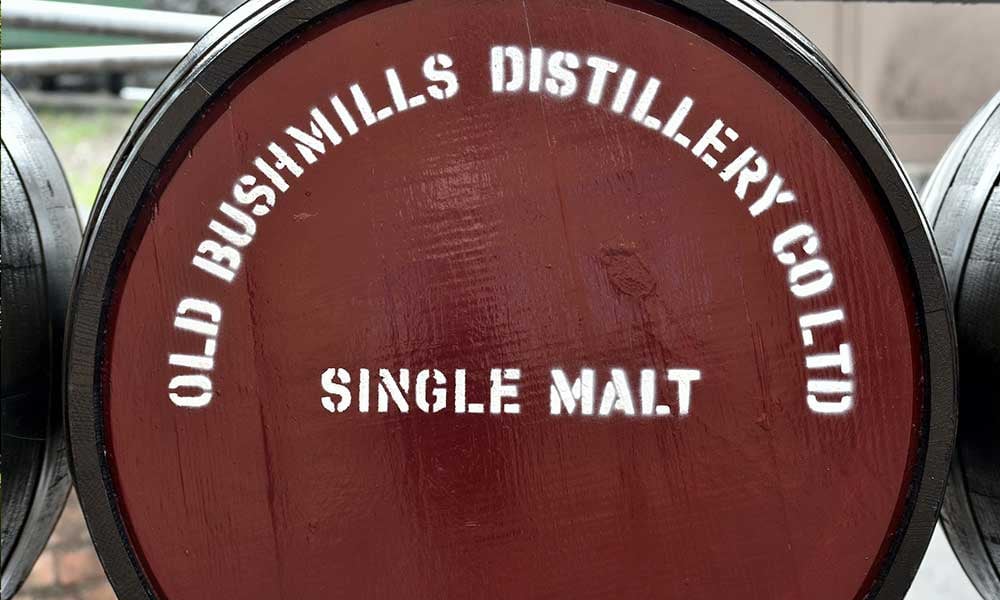 OLD BUSHMILLS DISTILLERY CO LTD
SINGLE MALT